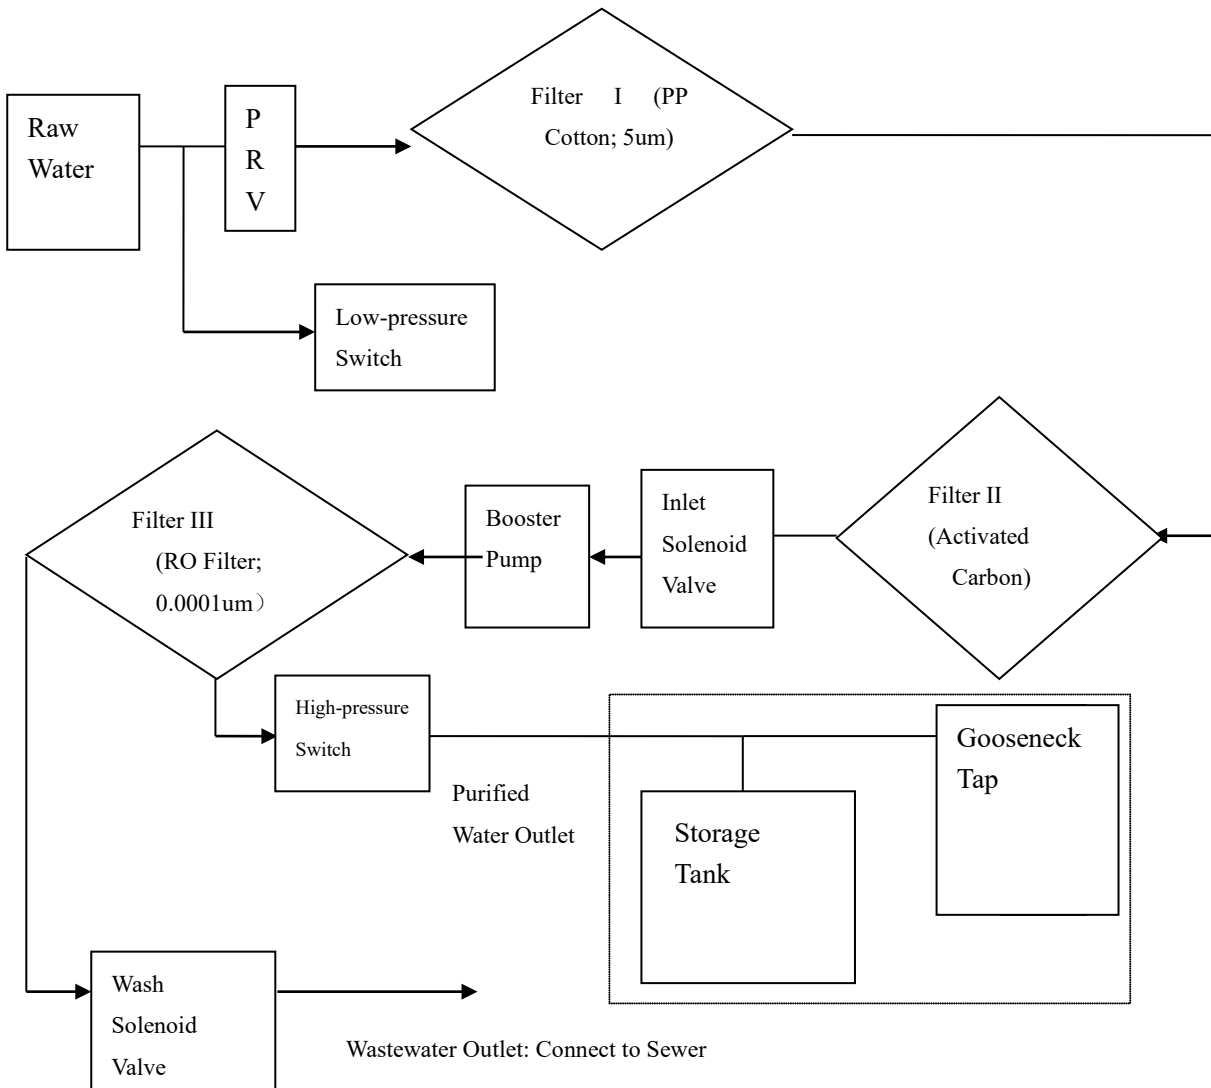 Raw
Water
P
R
V
Filter I (PP
Cotton; 5um)
Low-pressure
Switch
Filter III
(RO Filter;
0.0001um）
Booster
Pump
Inlet
Solenoid
Valve
Filter II
(Activated
Carbon)
High-pressure
Switch
Purified
Water Outlet
Storage
Tank
Gooseneck
Tap
Wash
Solenoid
Valve
Wastewater Outlet: Connect to Sewer